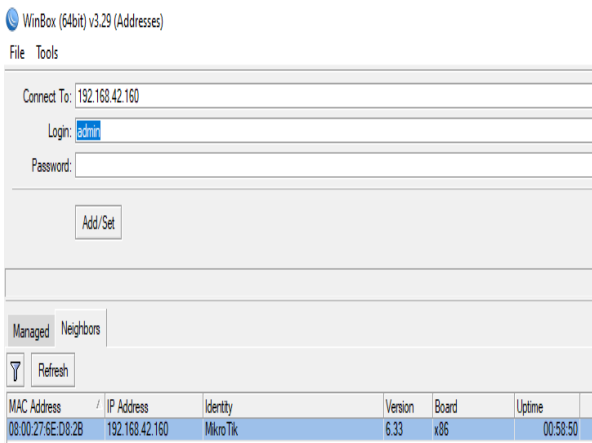 WinBox (64bit) v3.29 (Addresses)
File Tools
Connect To: 192.168.42.160
Login: admin
Password:
Add/Set
Managed Neighbors
Refresh
MAC Address / IP Address Identity Version Board Uptime
08:00:27:6E:D8:2B 192.168.42.160 MikroTik 6.33 x86 00:58:50